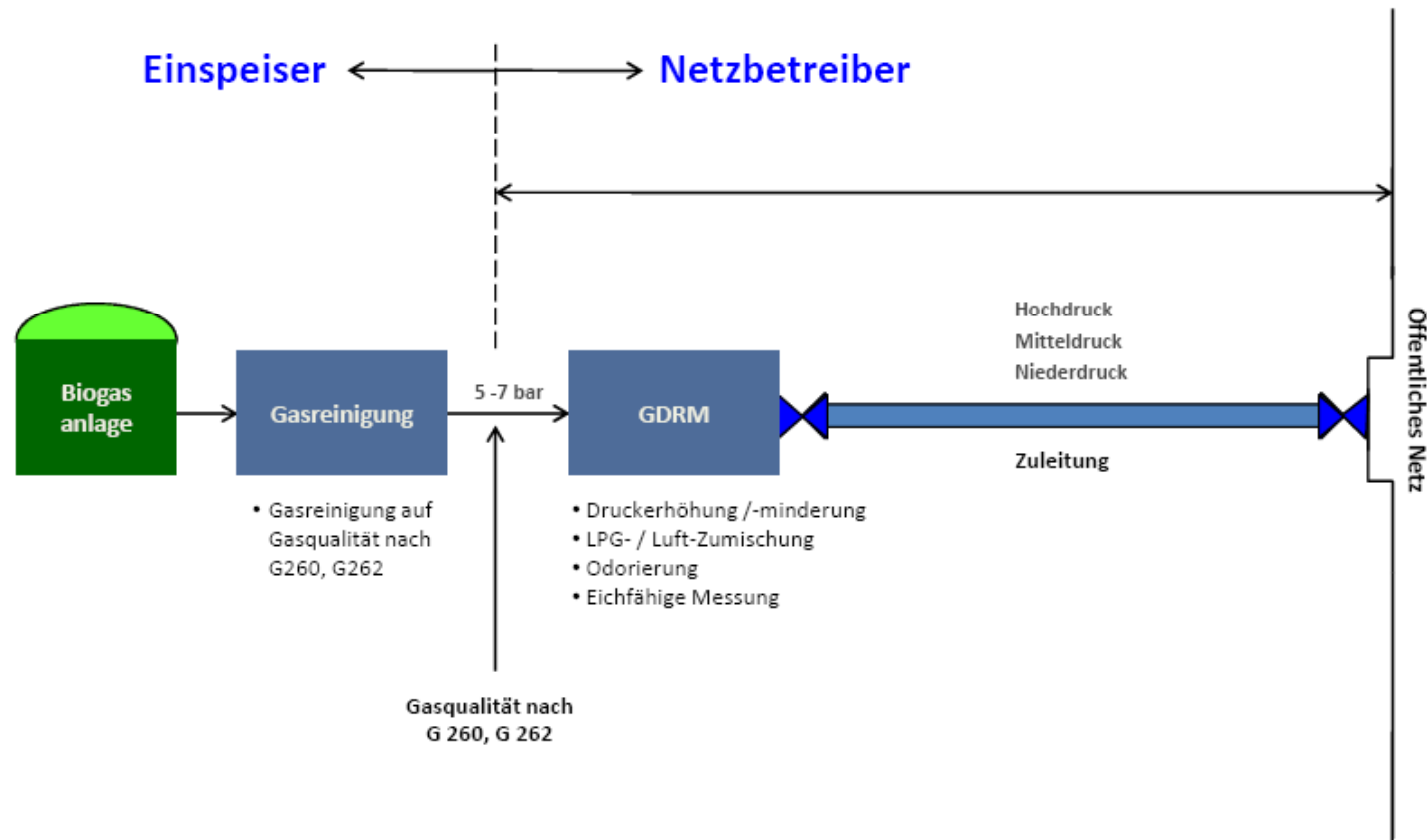 Einspeiser
Netzbetreiber
Hochdruck
Mitteldruck
Niederdruck
Biogas
anlage
Gasreinigung
5 -7 bar
GDRM
Zuleitung
Offentliches Netz
• Gasreinigung auf
Gasqualität nach
G260, G262
• Druckerhöhung /-minderung
• LPG- / Luft-Zumischung
• Odorierung
• Eichfähige Messung
Gasqualität nach
G 260, G 262